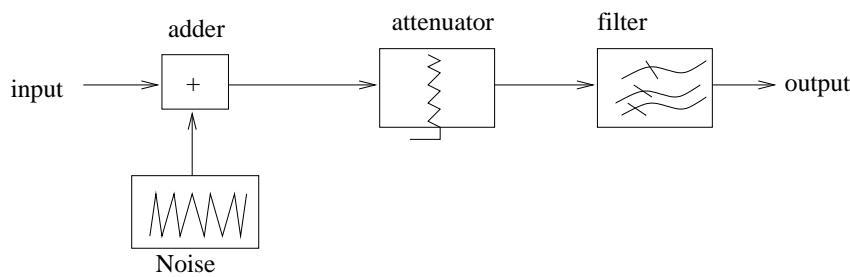 adder
attenuator
filter
input
+
output
Noise